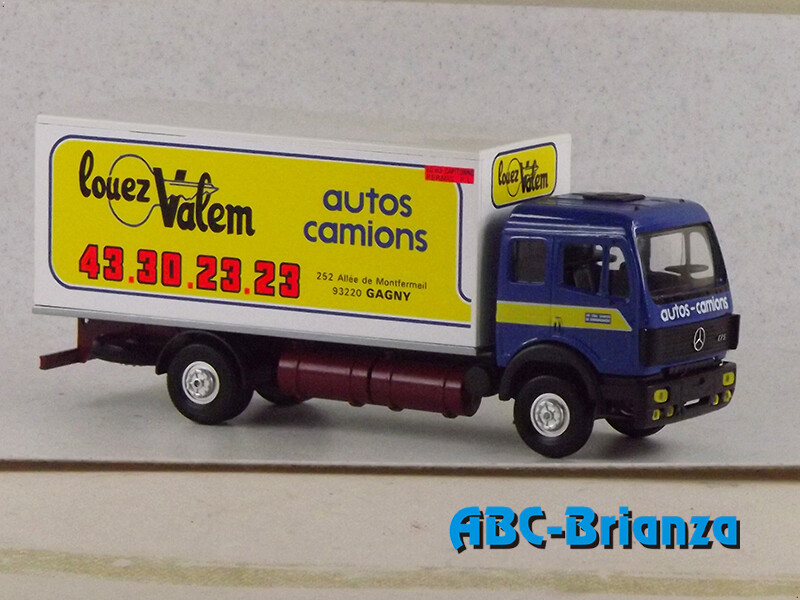 louez Valem
43.30.23.23
autos
camions
252 Allée de Montfermeil
93220 GAGNY
louez Valem
autos-camions
ABC-Brianza